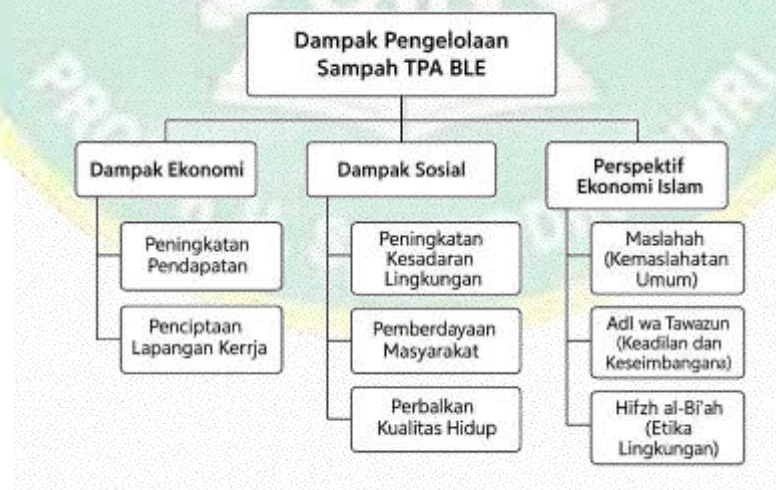 Dampak Pengelolaan
Sampah TPA BLE
Dampak Ekonomi
Peningkatan
Pendapatan
Penciptaan
Lapangan Kerrja
Dampak Sosial
Peningkatan
Kesadaran
Lingkungan
Pemberdayaan
Masyarakat
Perbalkan
Kualitas Hidup
Perspektif
Ekonomi Islam
Maslahah
(Kemaslahatan
Umum)
Adl wa Tawazun
(Keadilan dan
Keseimbangana)
Hifzh al-Bi'ah
(Etika
Lingkungan)